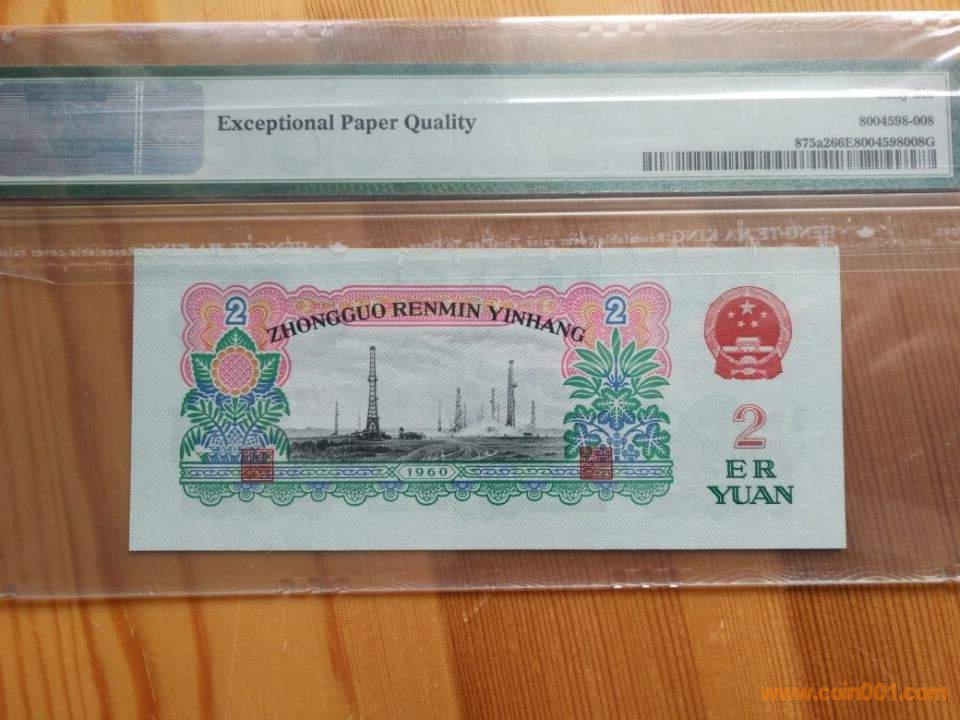 Exceptional Paper Quality
8004598-008
875a266E8004598008G
2
2
ZHONGGUO RENMIN YINHANG
1960
2
ER
YUAN
www.coin001.com